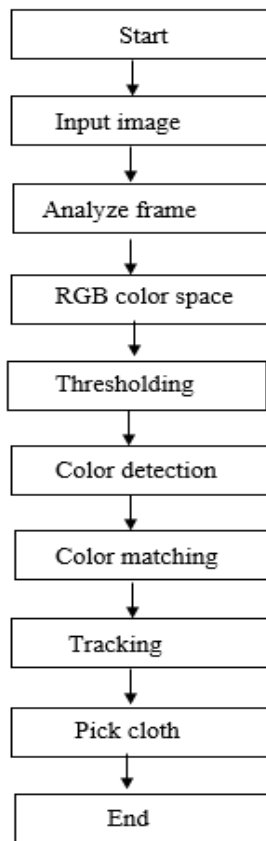 Start
Input image
Analyze frame
RGB color space
Thresholding
Color detection
Color matching
Tracking
Pick cloth
End